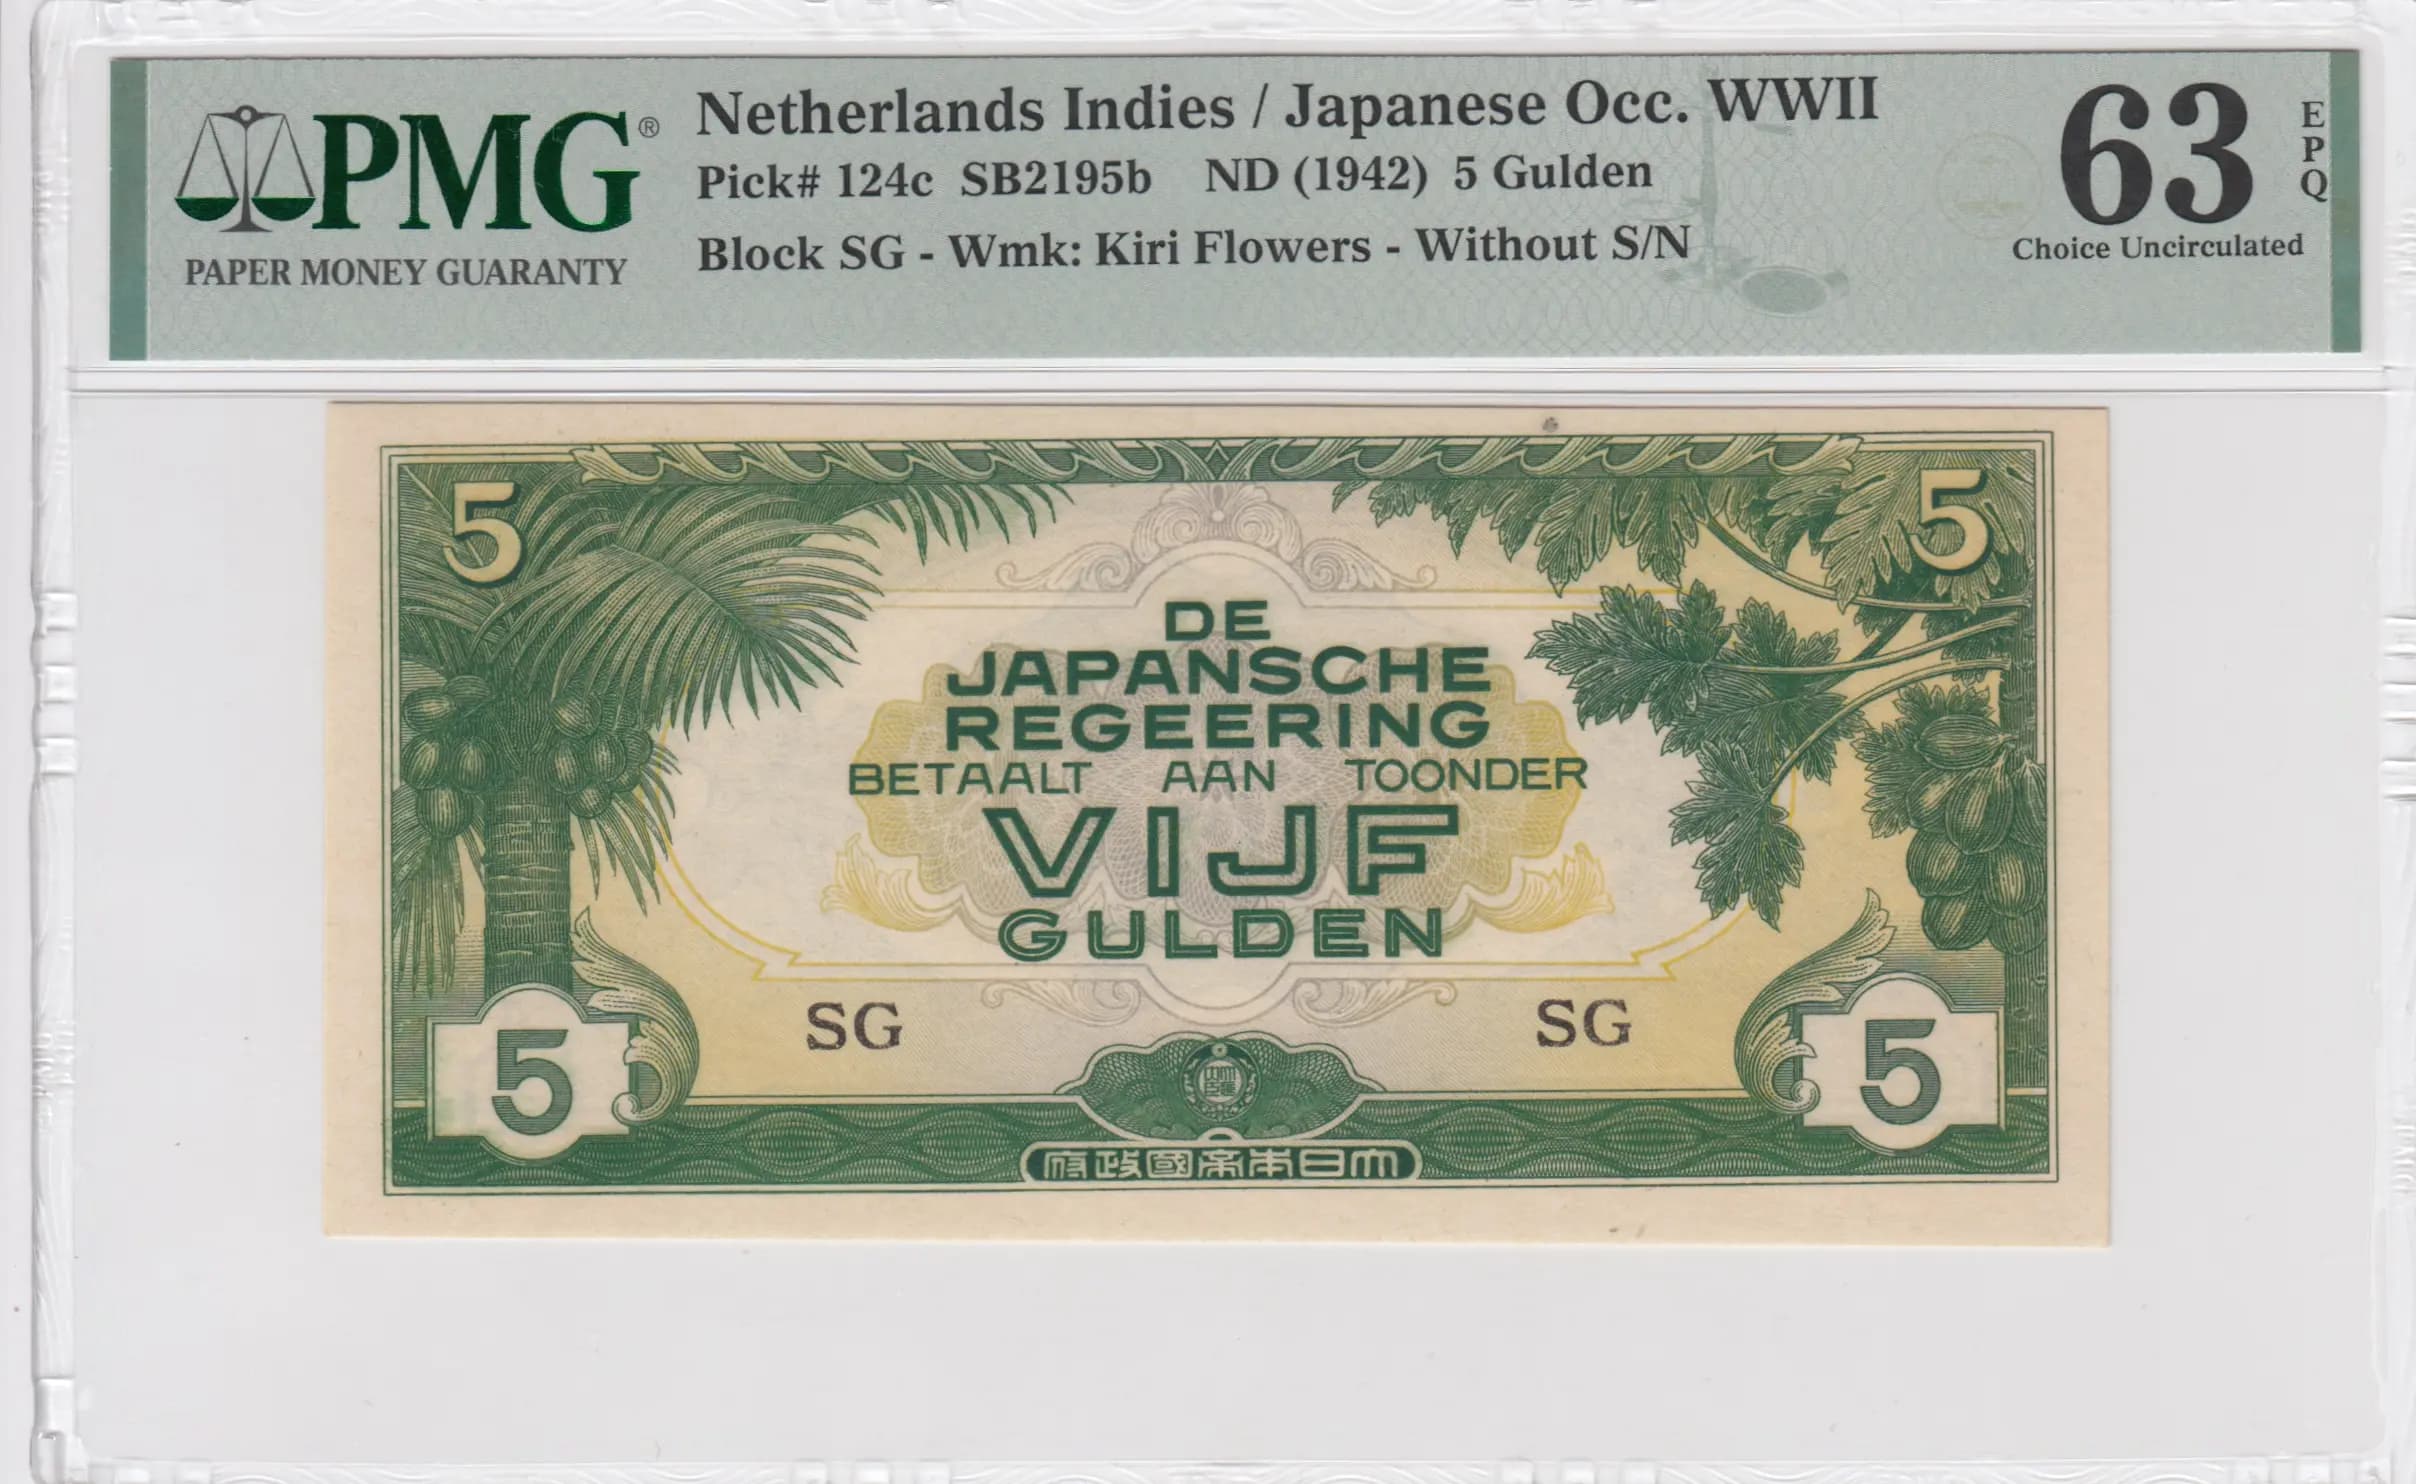 PMG®
PAPER MONEY GUARANTY
Netherlands Indies / Japanese Occ. WWII
Pick# 124c SB2195b ND (1942) 5 Gulden
Block SG - Wmk: Kiri Flowers - Without S/N
63
EPQ
Choice Uncirculated
5 5
DE
JAPANSCHE
REGEERING
BETAALT AAN TOONDER
VIJF
GULDEN
SG SG
5 5
府政國帝本日大